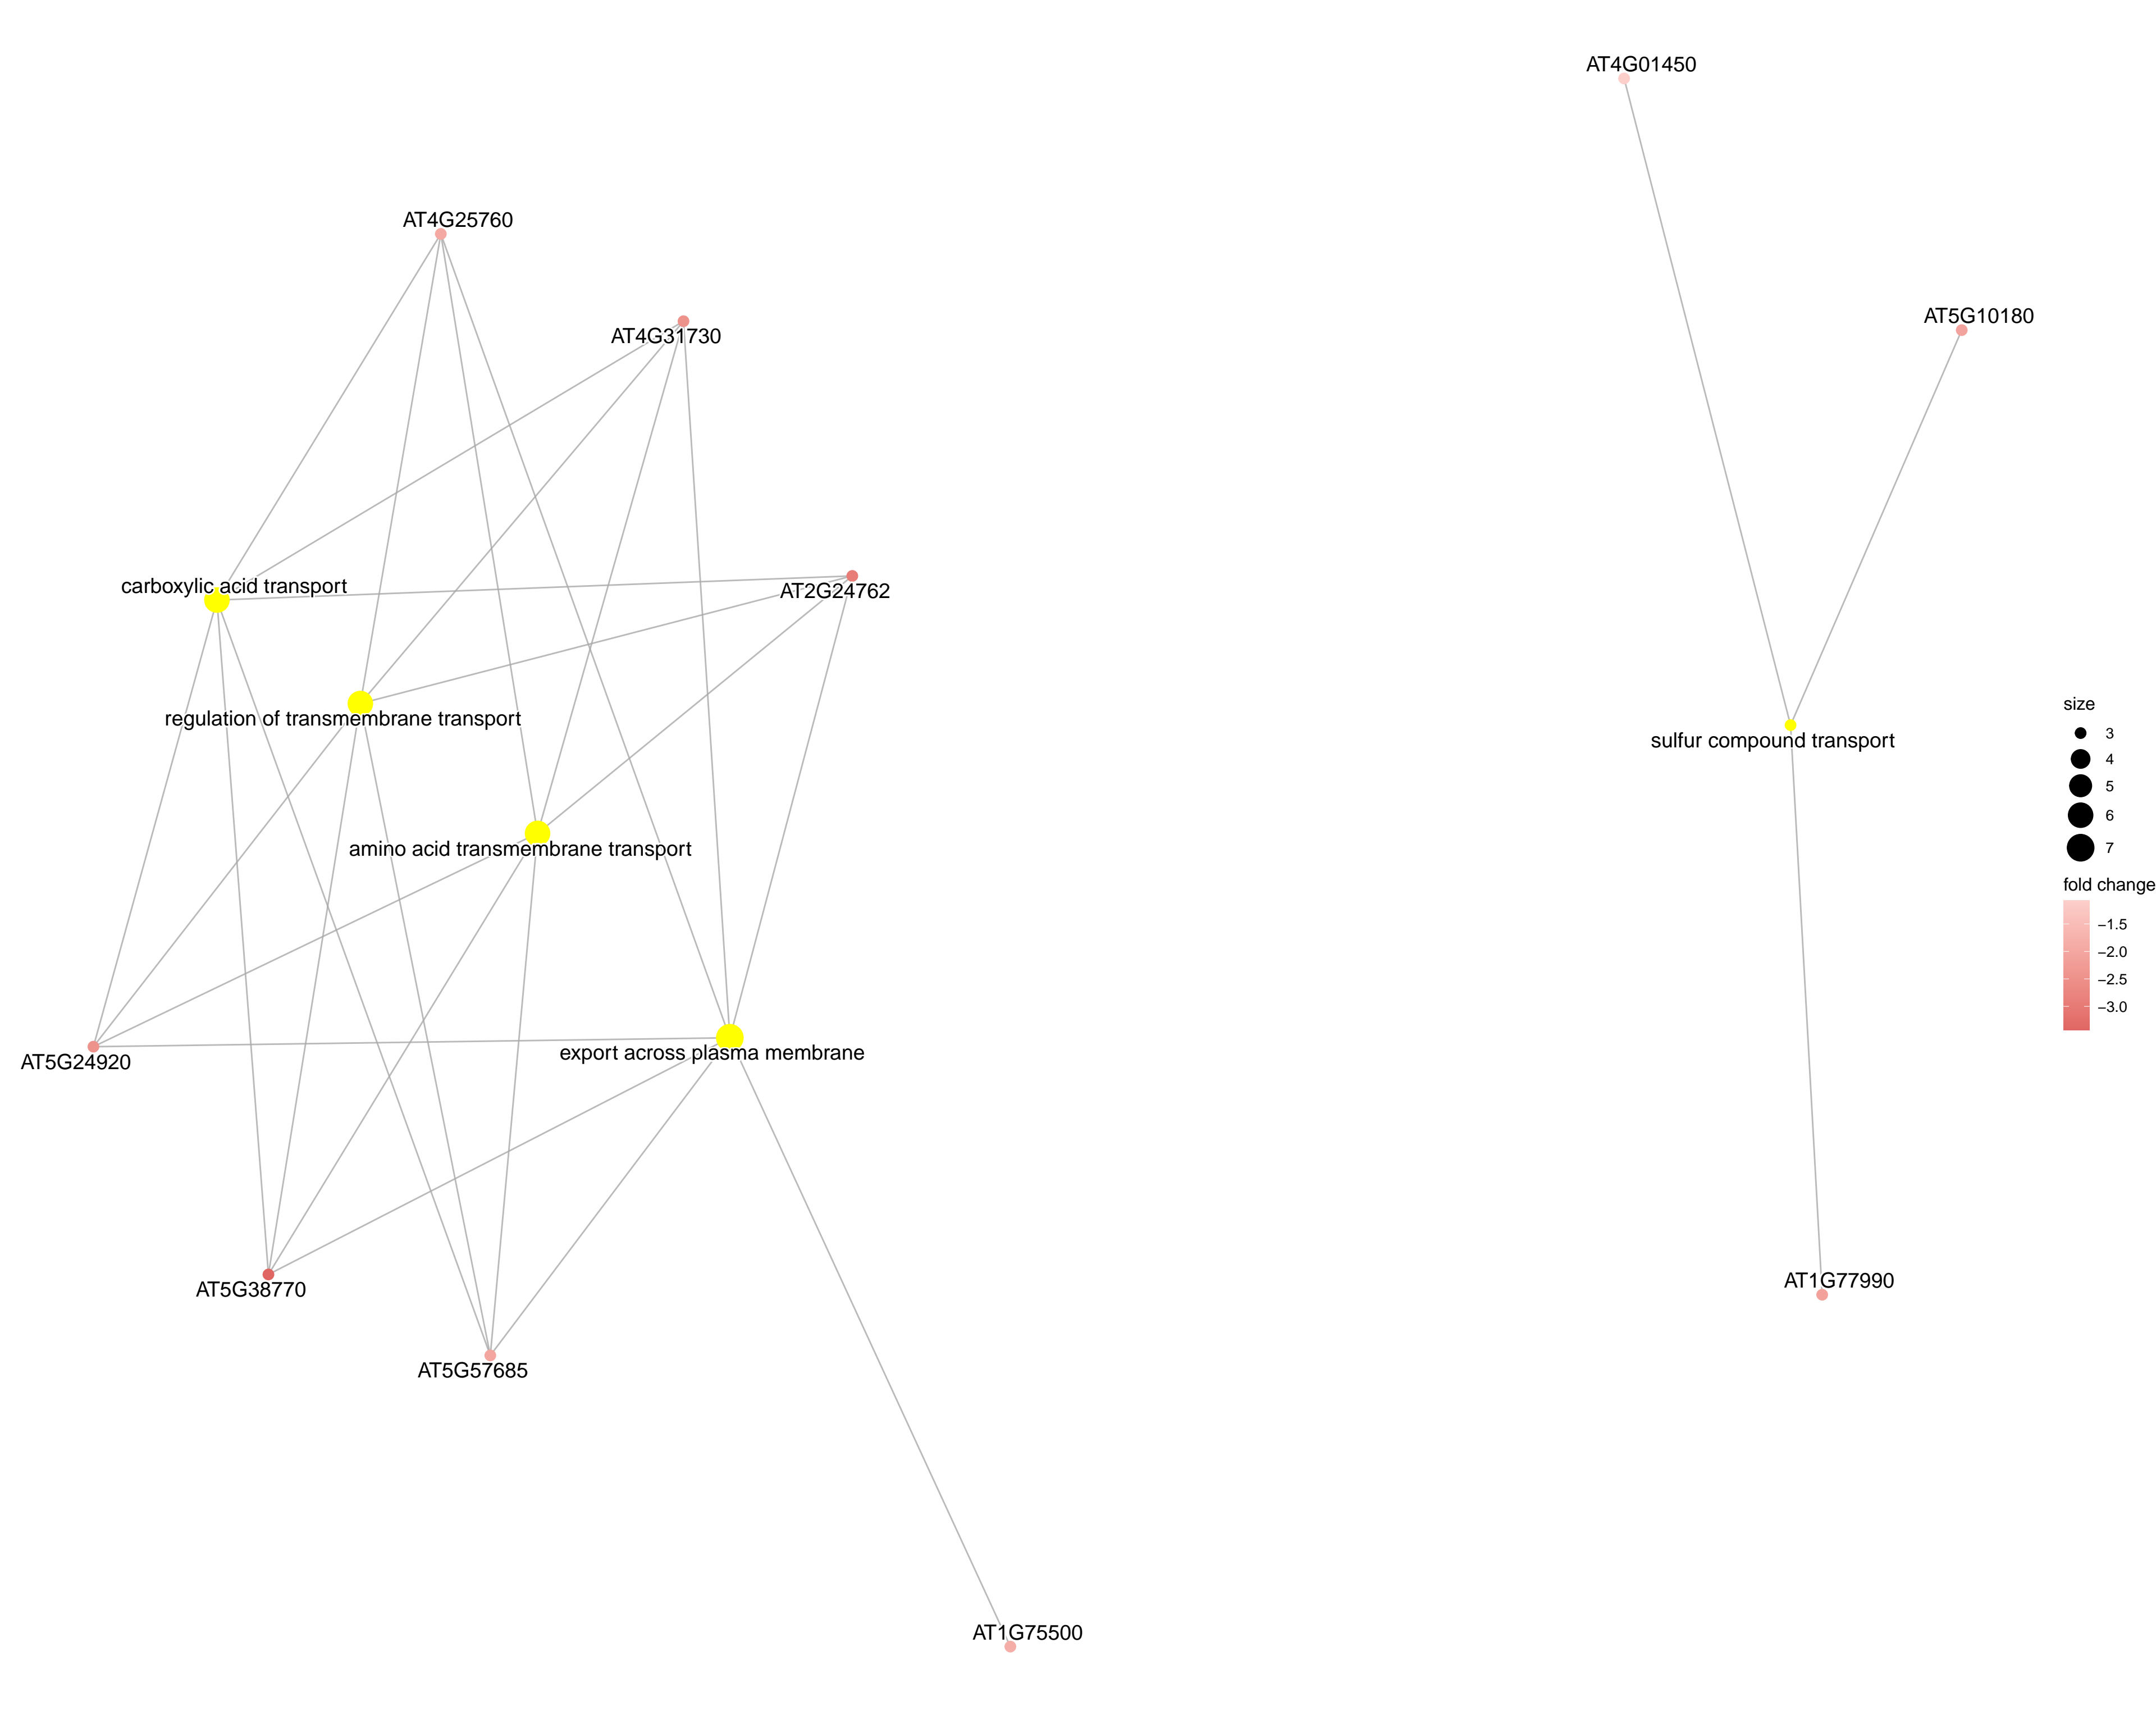 AT4G01450
AT4G25760
AT5G10180
AT4G31730
carboxylic acid transport
AT2G24762
regulation of transmembrane transport
sulfur compound transport
amino acid transmembrane transport
AT5G24920
export across plasma membrane
AT5G38770
AT1G77990
AT5G57685
AT1G75500
size
3
4
5
6
7
fold change
−1.5
−2.0
−2.5
−3.0